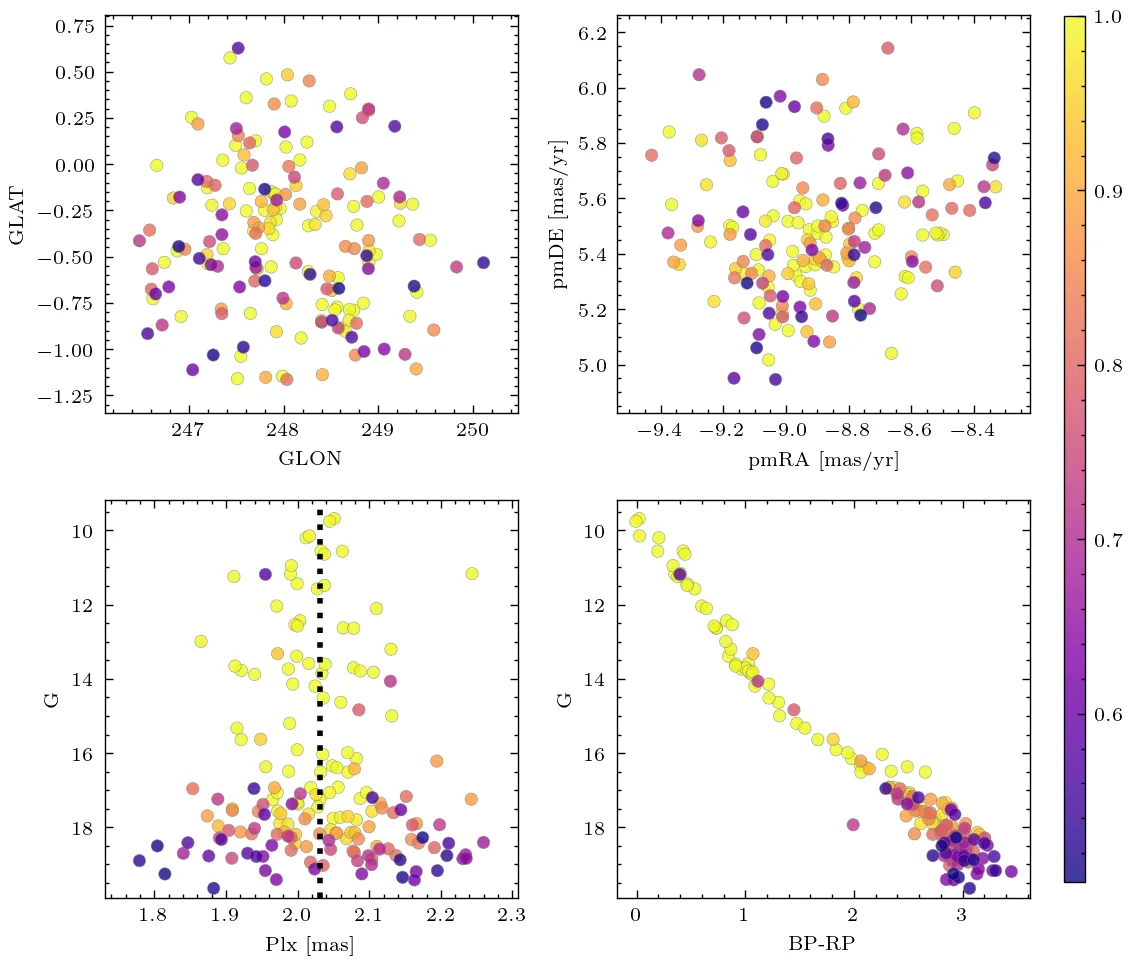 0.75
0.50
0.25
0.00
−0.25
−0.50
−0.75
−1.00
−1.25
GLAT
247 248 249 250
GLON
6.2
6.0
5.8
5.6
5.4
5.2
5.0
pmDE [mas/yr]
−9.4 −9.2 −9.0 −8.8 −8.6 −8.4
pmRA [mas/yr]
10
12
14
16
18
G
1.8 1.9 2.0 2.1 2.2 2.3
Plx [mas]
10
12
14
16
18
G
0 1 2 3
BP-RP
1.0
0.9
0.8
0.7
0.6